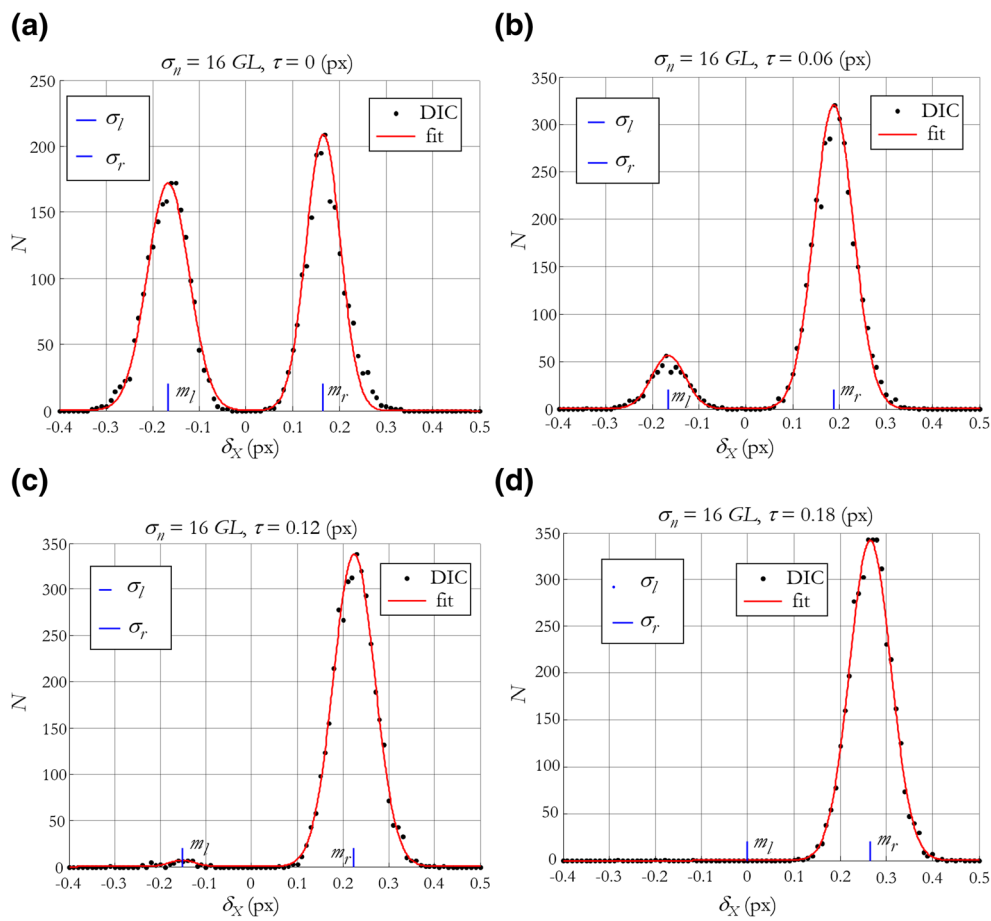 (a)
σn = 16 GL, τ = 0 (px)
250
200
150
100
50
0
N
σl
σr
DIC
fit
ml
mr
-0.4 -0.3 -0.2 -0.1 0 0.1 0.2 0.3 0.4 0.5
δX (px)
(b)
σn = 16 GL, τ = 0.06 (px)
350
300
250
200
150
100
50
0
N
σl
σr
DIC
fit
ml
mr
-0.4 -0.3 -0.2 -0.1 0 0.1 0.2 0.3 0.4 0.5
δX (px)
(c)
σn = 16 GL, τ = 0.12 (px)
350
300
250
200
150
100
50
0
N
σl
σr
DIC
fit
ml
mr
-0.4 -0.3 -0.2 -0.1 0 0.1 0.2 0.3 0.4 0.5
δX (px)
(d)
σn = 16 GL, τ = 0.18 (px)
350
300
250
200
150
100
50
0
N
σl
σr
DIC
fit
ml
mr
-0.4 -0.3 -0.2 -0.1 0 0.1 0.2 0.3 0.4 0.5
δX (px)